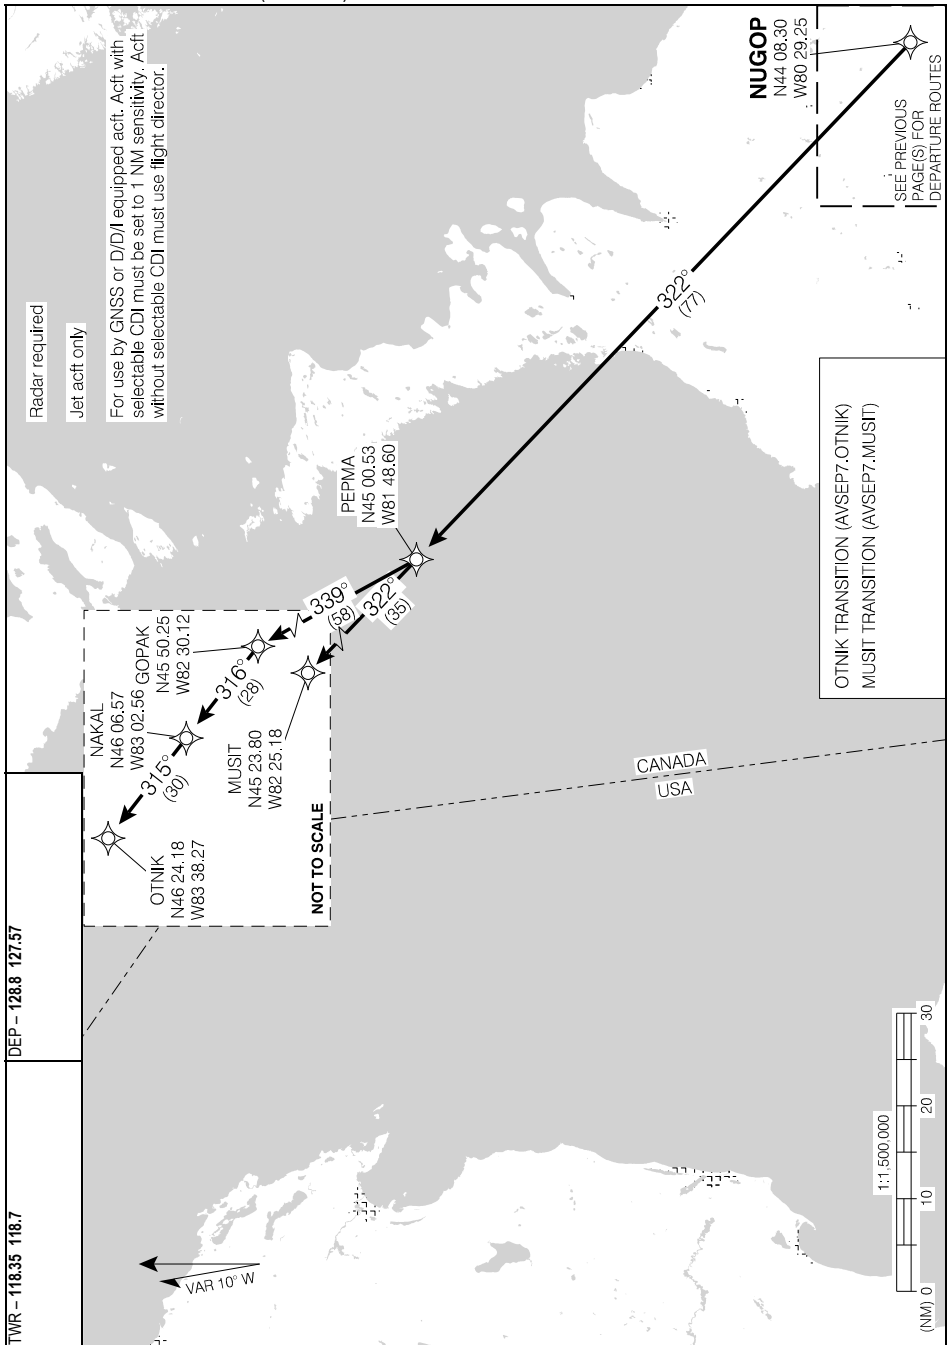 TWR – 118.35 118.7
DEP – 128.8 127.57
Radar required
Jet acft only
For use by GNSS or D/D/I equipped acft. Acft with
selectable CDI must be set to 1 NM sensitivity. Acft
without selectable CDI must use flight director.
NUGOP
N44 08.30
W80 29.25
SEE PREVIOUS
PAGE(S) FOR
DEPARTURE ROUTES
322°
(77)
PEPMA
N45 00.53
W81 48.60
339°
(58)
322°
(35)
GOPAK
N45 50.25
W82 30.12
316°
(28)
NAKAL
N46 06.57
W83 02.56
315°
(30)
OTNIK
N46 24.18
W83 38.27
MUSIT
N45 23.80
W82 25.18
NOT TO SCALE
CANADA
USA
OTNIK TRANSITION (AVSEP7.OTNIK)
MUSIT TRANSITION (AVSEP7.MUSIT)
VAR 10° W
1:1,500,000
(NM) 0 10 20 30